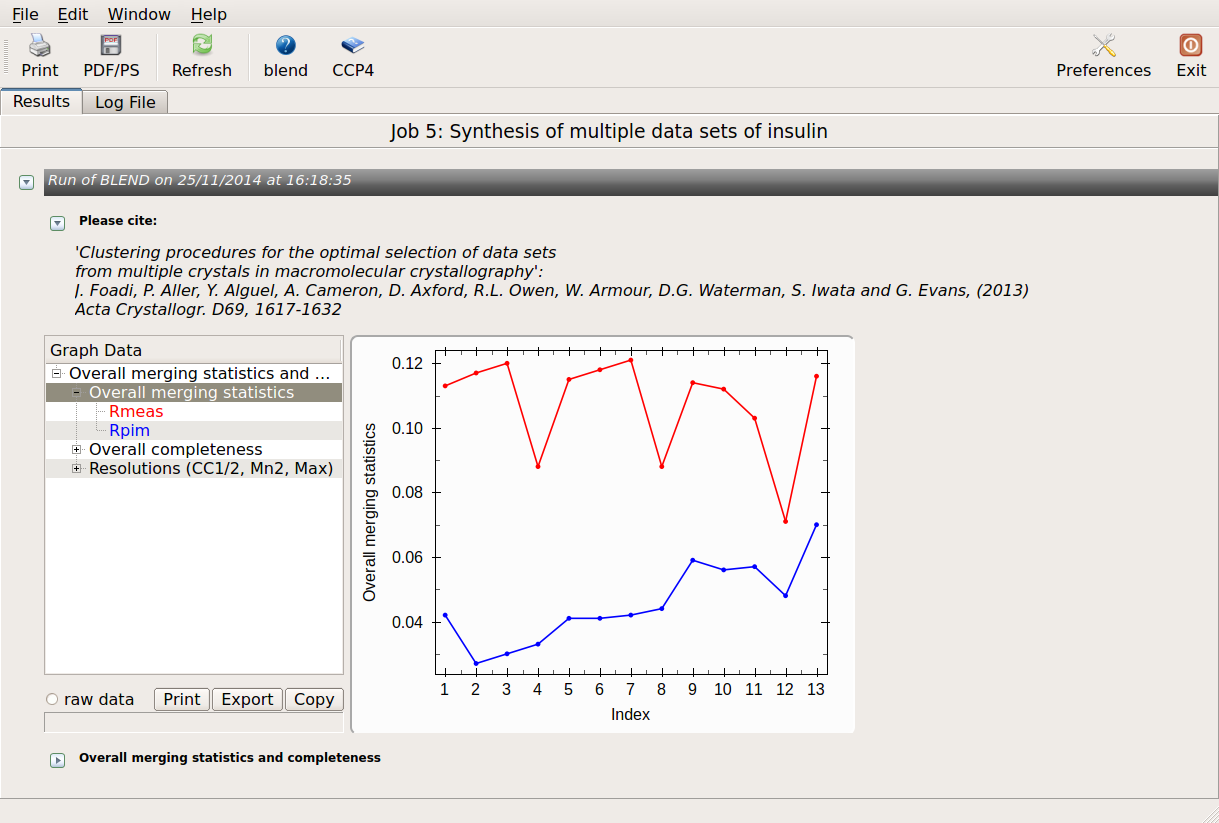 File Edit Window Help
Print PDF/PS Refresh blend CCP4 Preferences Exit
Results Log File
Job 5: Synthesis of multiple data sets of insulin
Run of BLEND on 25/11/2014 at 16:18:35
Please cite:
'Clustering procedures for the optimal selection of data sets
from multiple crystals in macromolecular crystallography':
J. Foadi, P. Aller, Y. Alguel, A. Cameron, D. Axford, R.L. Owen, W. Armour, D.G. Waterman, S. Iwata and G. Evans, (2013)
Acta Crystallogr. D69, 1617-1632
Graph Data
Overall merging statistics and ...
Overall merging statistics
Rmeas
Rpim
Overall completeness
Resolutions (CC1/2, Mn2, Max)
raw data Print Export Copy
Overall merging statistics
0.12
0.10
0.08
0.06
0.04
1 2 3 4 5 6 7 8 9 10 11 12 13
Index
Overall merging statistics and completeness